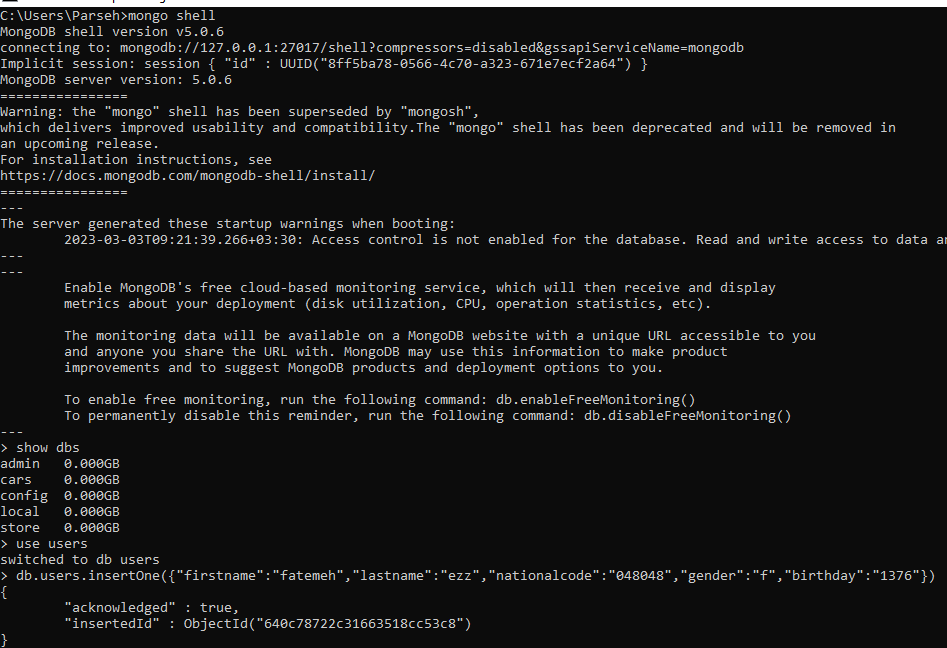 C:\Users\Parseh>mongo shell
MongoDB shell version v5.0.6
connecting to: mongodb://127.0.0.1:27017/shell?compressors=disabled&gssapiServiceName=mongodb
Implicit session: session { "id" : UUID("8ff5ba78-0566-4c70-a323-671e7ecf2a64") }
MongoDB server version: 5.0.6
================
Warning: the "mongo" shell has been superseded by "mongosh",
which delivers improved usability and compatibility.The "mongo" shell has been deprecated and will be removed in
an upcoming release.
For installation instructions, see
https://docs.mongodb.com/mongodb-shell/install/
================
---
The server generated these startup warnings when booting:
        2023-03-03T09:21:39.266+03:30: Access control is not enabled for the database. Read and write access to data
---
---
        Enable MongoDB's free cloud-based monitoring service, which will then receive and display
        metrics about your deployment (disk utilization, CPU, operation statistics, etc).

        The monitoring data will be available on a MongoDB website with a unique URL accessible to you
        and anyone you share the URL with. MongoDB may use this information to make product
        improvements and to suggest MongoDB products and deployment options to you.

        To enable free monitoring, run the following command: db.enableFreeMonitoring()
        To permanently disable this reminder, run the following command: db.disableFreeMonitoring()
---
> show dbs
admin   0.000GB
cars    0.000GB
config  0.000GB
local   0.000GB
store   0.000GB
> use users
switched to db users
> db.users.insertOne({"firstname":"fatemeh","lastname":"ezz","nationalcode":"048048","gender":"f","birthday":"1376"})
{
        "acknowledged" : true,
        "insertedId" : ObjectId("640c78722c31663518cc53c8")
}